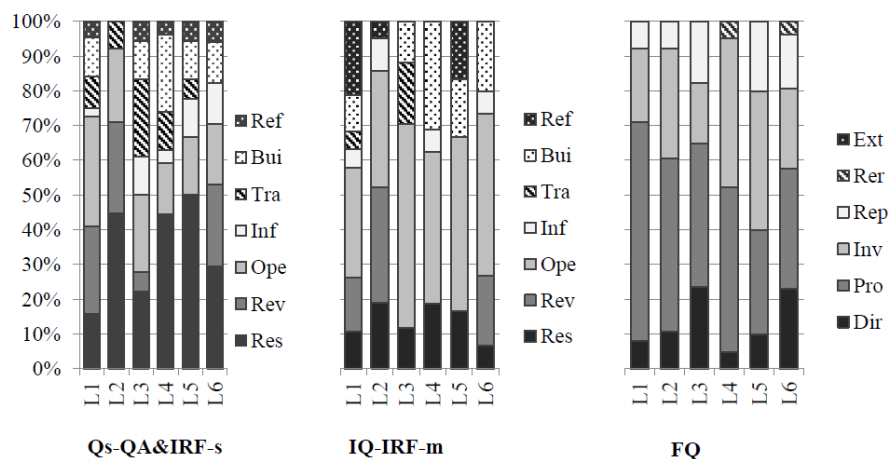 100%
90%
80%
70%
60%
50%
40%
30%
20%
10%
0%
L1 L2 L3 L4 L5 L6
Ref
Bui
Tra
Inf
Ope
Rev
Res
Qs-QA&IRF-s
L1 L2 L3 L4 L5 L6
Ref
Bui
Tra
Inf
Ope
Rev
Res
IQ-IRF-m
L1 L2 L3 L4 L5 L6
Ext
Rer
Rep
Inv
Pro
Dir
FQ